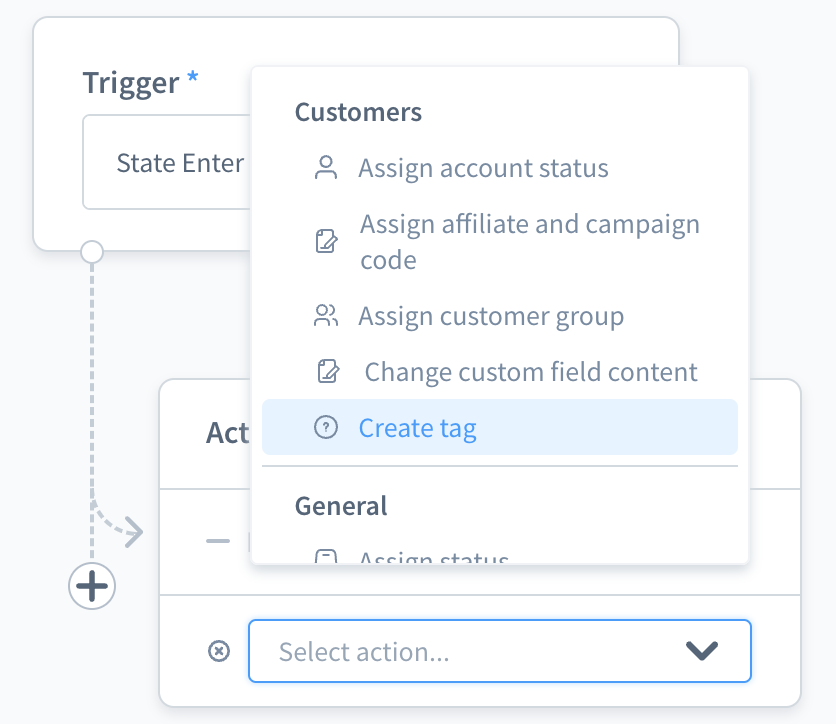 Trigger *
State Enter
Customers
Assign account status
Assign affiliate and campaign
code
Assign customer group
Change custom field content
Create tag
General
Assign status
Act
Select action...